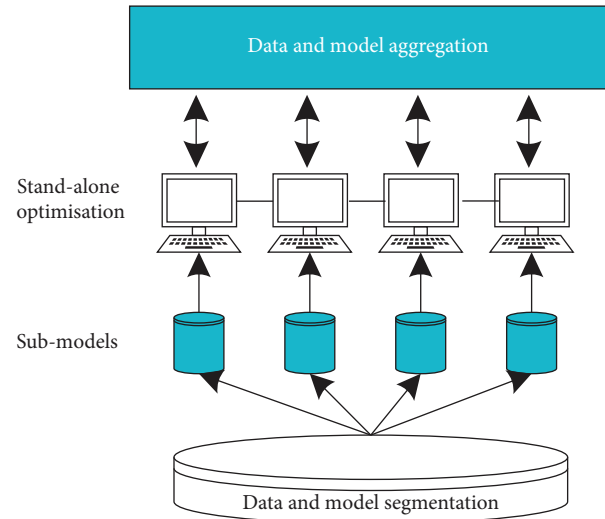 Data and model aggregation
Stand-alone
optimisation
Sub-models
Data and model segmentation